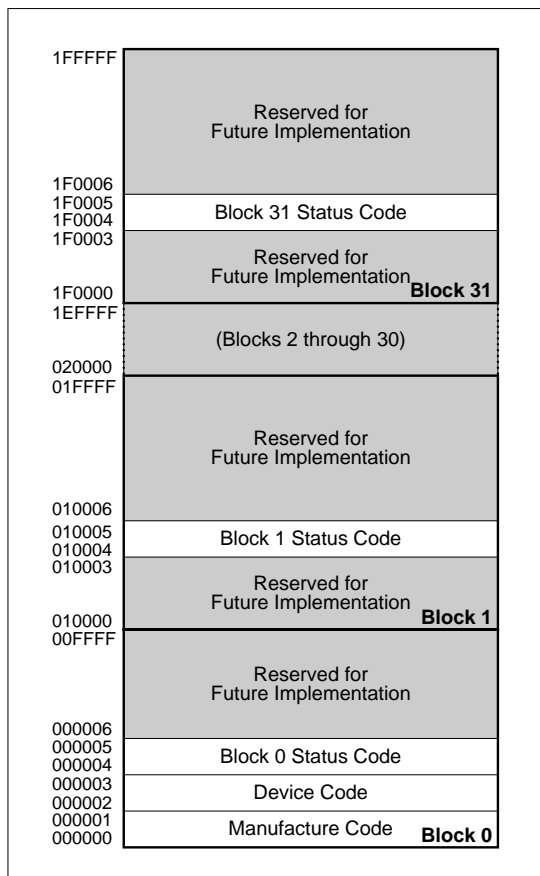 1FFFFF
Reserved for
Future Implementation
1F0006
1F0005
Block 31 Status Code
1F0004
1F0003
Reserved for
Future Implementation
Block 31
1F0000
1EFFFF
(Blocks 2 through 30)
020000
01FFFF
Reserved for
Future Implementation
010006
010005
Block 1 Status Code
010004
010003
Reserved for
Future Implementation
Block 1
010000
00FFFF
Reserved for
Future Implementation
000006
000005
Block 0 Status Code
000004
000003
Device Code
000002
000001
Manufacture Code
Block 0
000000